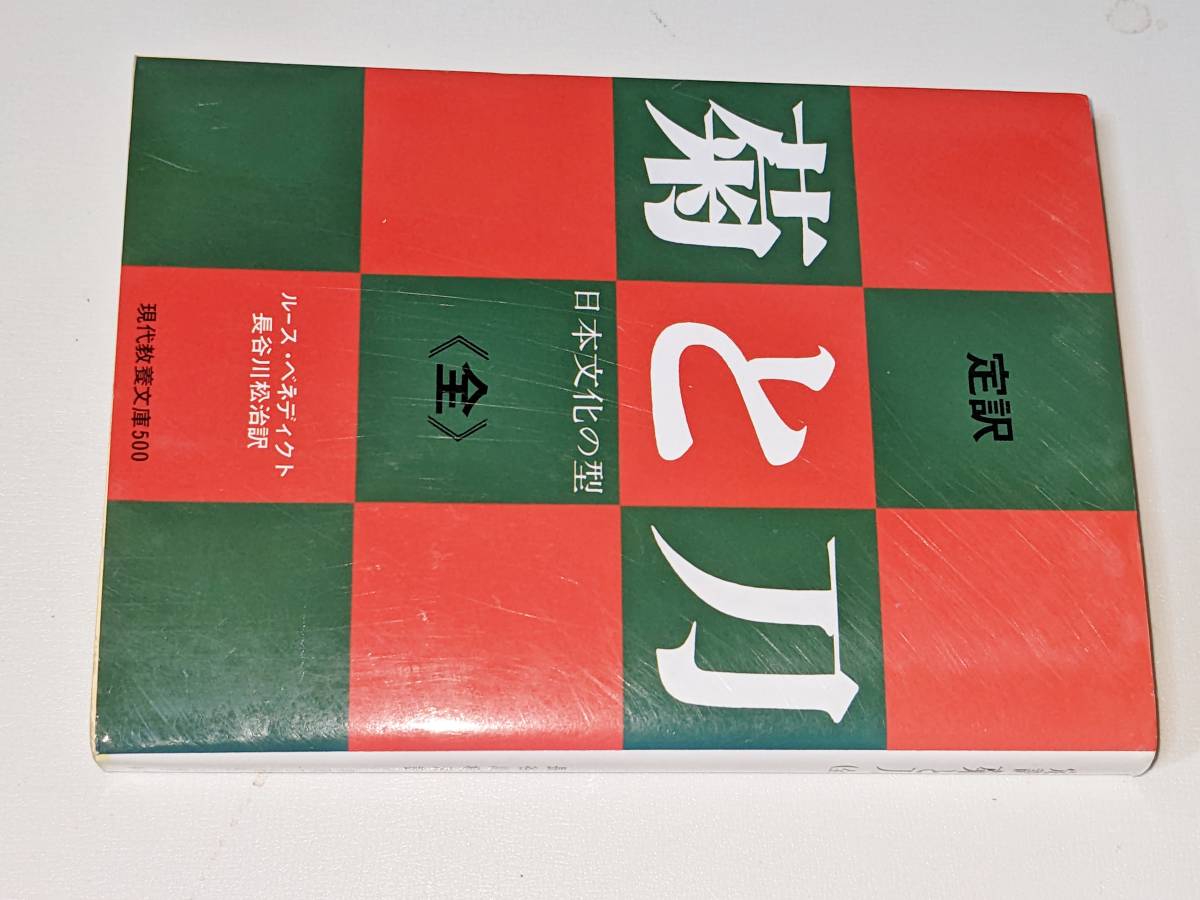 定訳
菊と刀
日本文化の型
《全》
ルース・ベネディクト
長谷川松治訳
現代教養文庫500